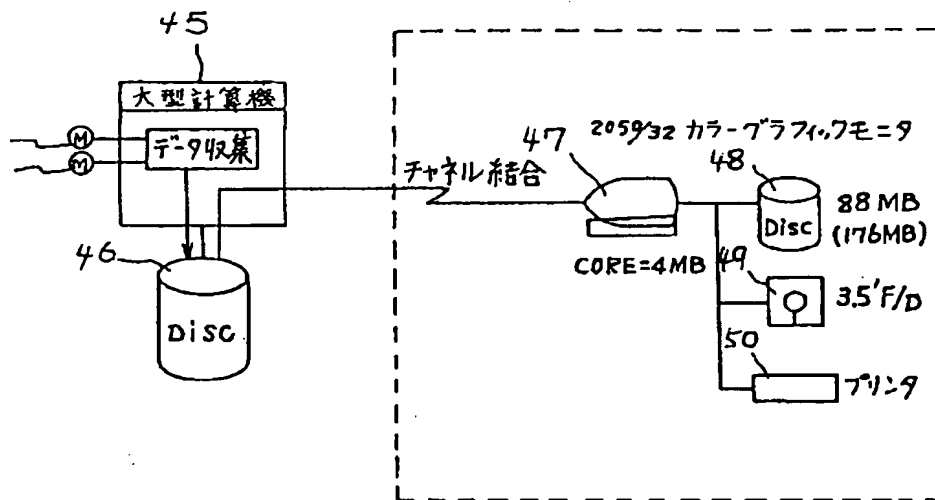 45
大型計算機
M
M
データ収集
46
DiSC
チャネル結合
47
2059/32 カラーグラフィックモニタ
CORE=4MB
48
Disc
88MB
(176MB)
49
3.5'F/D
50
プリンタ